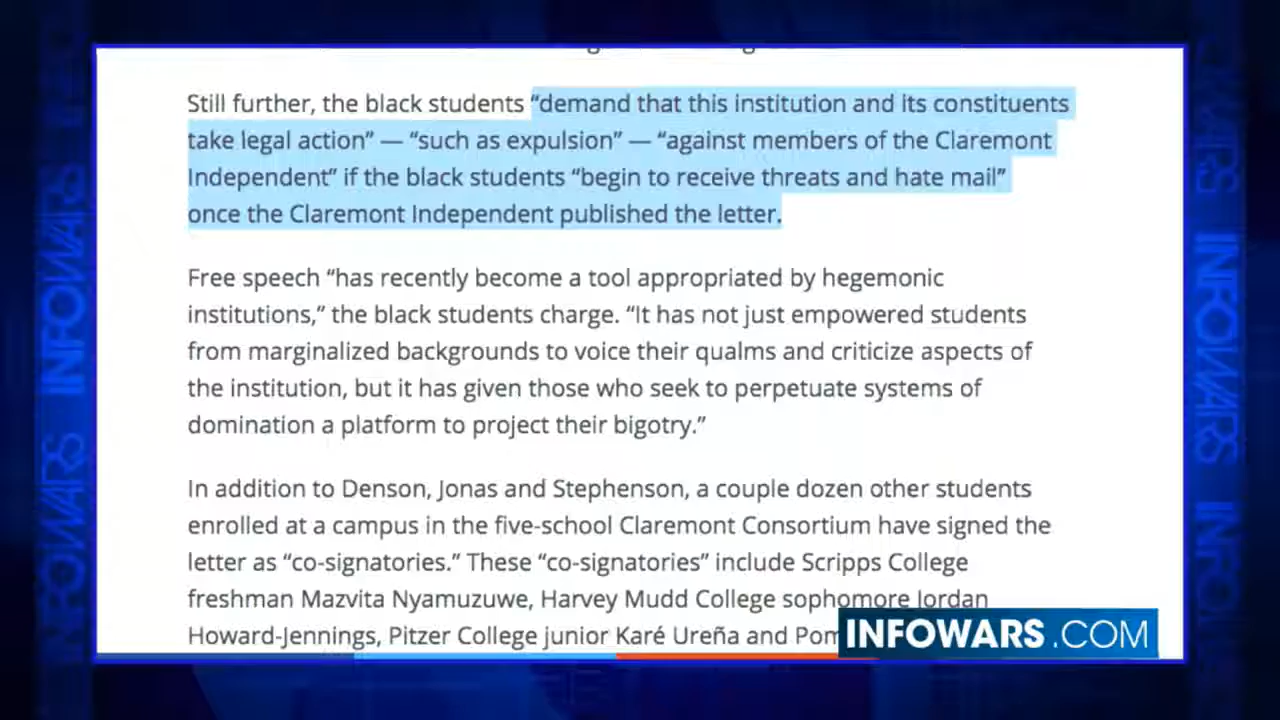 Still further, the black students “demand that this institution and its constituents
take legal action” — “such as expulsion” — “against members of the Claremont
Independent” if the black students “begin to receive threats and hate mail”
once the Claremont Independent published the letter.
Free speech “has recently become a tool appropriated by hegemonic
institutions,” the black students charge. “It has not just empowered students
from marginalized backgrounds to voice their qualms and criticize aspects of
the institution, but it has given those who seek to perpetuate systems of
domination a platform to project their bigotry.”
In addition to Denson, Jonas and Stephenson, a couple dozen other students
enrolled at a campus in the five-school Claremont Consortium have signed the
letter as “co-signatories.” These “co-signatories” include Scripps College
freshman Mazvita Nyamuzuwe, Harvey Mudd College sophomore Jordan
Howard-Jennings, Pitzer College junior Karé Ureña and
INFOWARS.COM
INFOWARS
INFOWARS
INFOWARS
INFOWARS